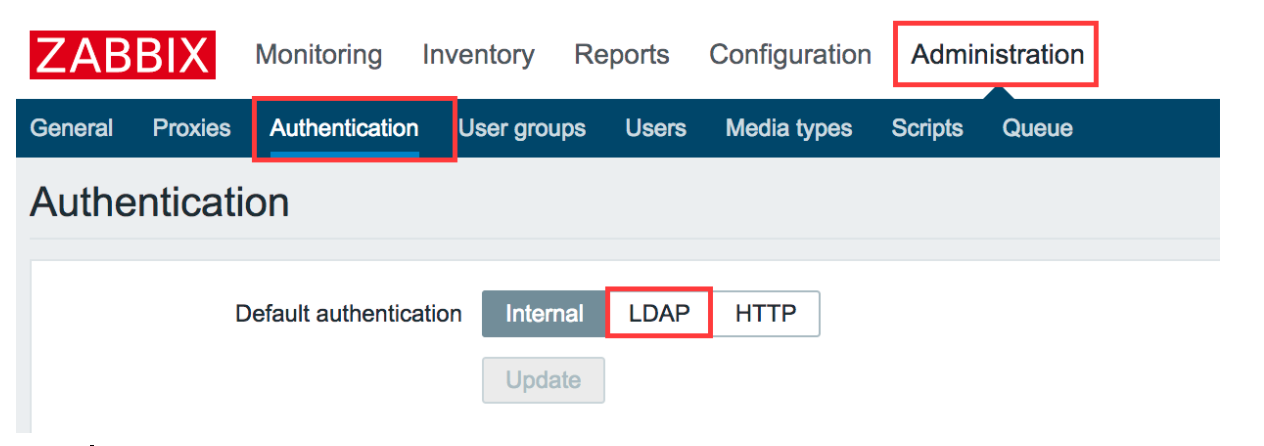 ZABBIX Monitoring Inventory Reports Configuration Administration
General Proxies Authentication User groups Users Media types Scripts Queue
Authentication
Default authentication Internal LDAP HTTP
Update